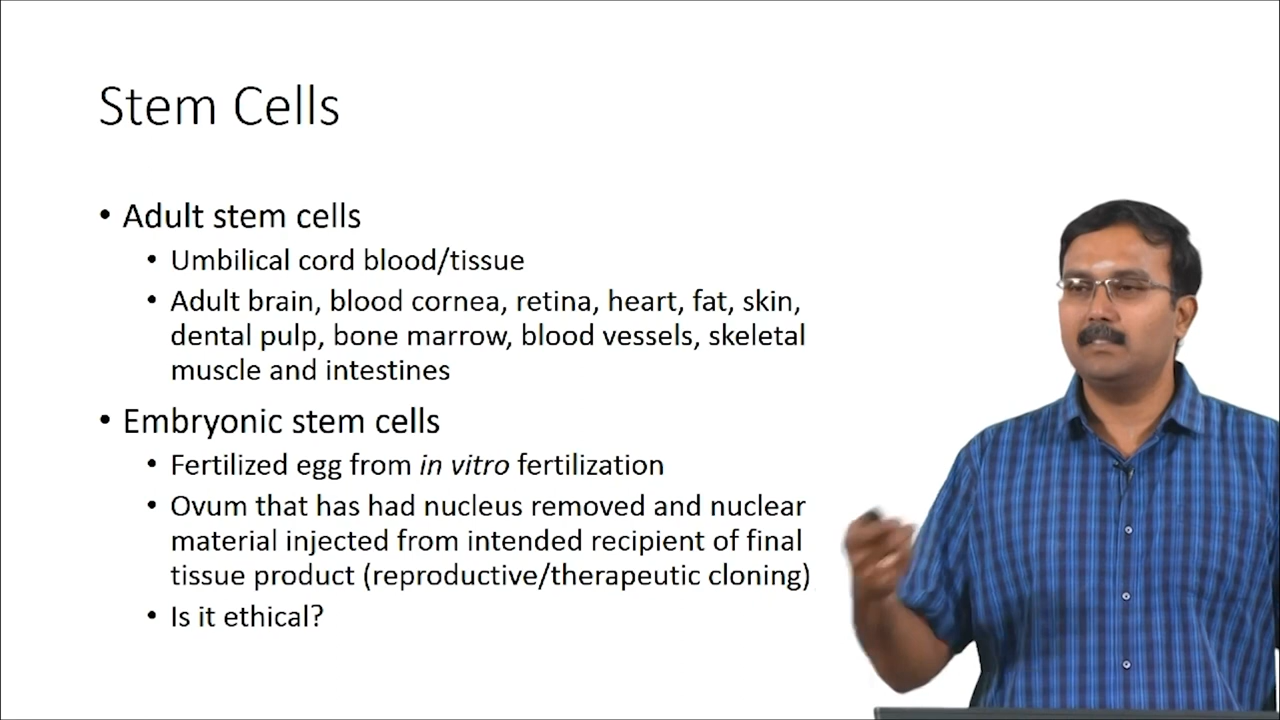 Stem Cells
• Adult stem cells
• Umbilical cord blood/tissue
• Adult brain, blood cornea, retina, heart, fat, skin,
dental pulp, bone marrow, blood vessels, skeletal
muscle and intestines
• Embryonic stem cells
• Fertilized egg from in vitro fertilization
• Ovum that has had nucleus removed and nuclear
material injected from intended recipient of final
tissue product (reproductive/therapeutic cloning)
• Is it ethical?